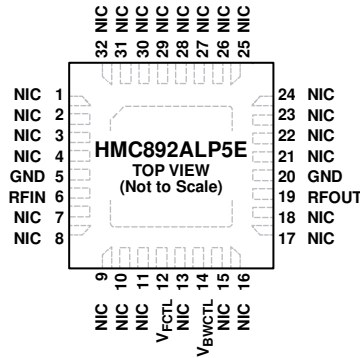 32 NIC
31 NIC
30 NIC
29 NIC
28 NIC
27 NIC
26 NIC
25 NIC
NIC 1
NIC 2
NIC 3
NIC 4
GND 5
RFIN 6
NIC 7
NIC 8
HMC892ALP5E
TOP VIEW
(Not to Scale)
24 NIC
23 NIC
22 NIC
21 NIC
20 GND
19 RFOUT
18 NIC
17 NIC
NIC 9
NIC 10
NIC 11
VFCTL 12
NIC 13
VBWCTL 14
NIC 15
NIC 16